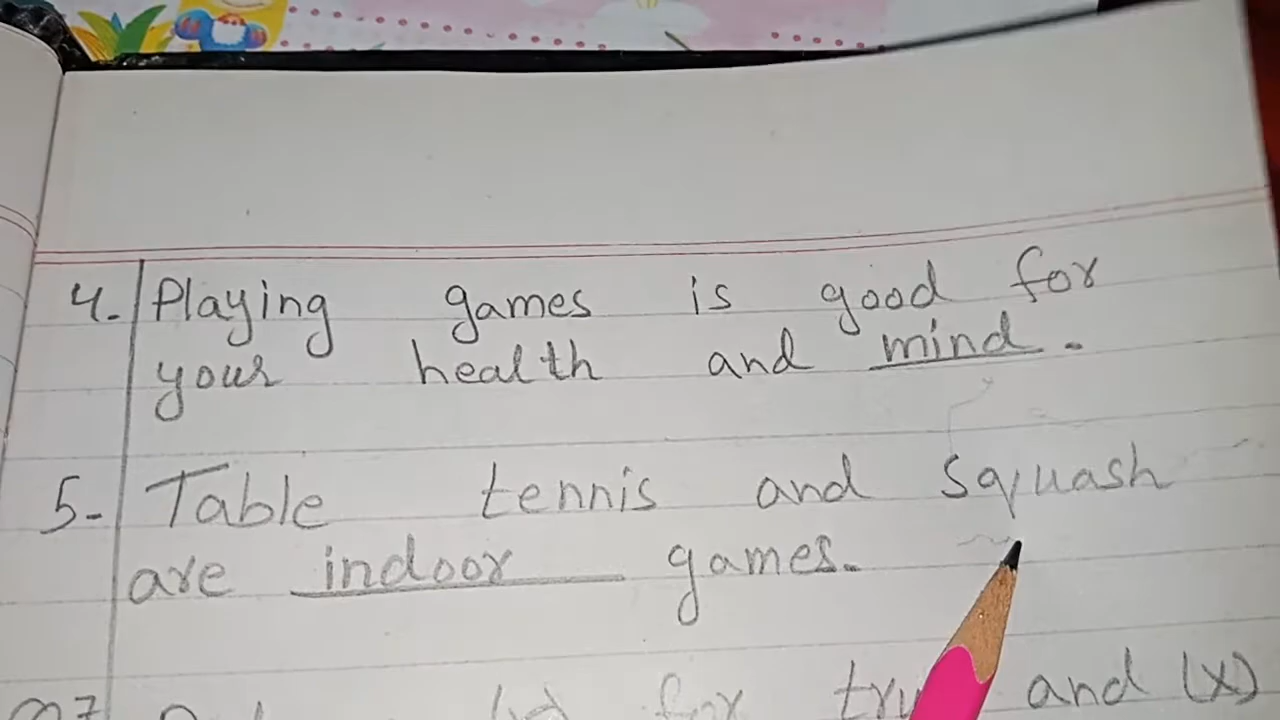 4. Playing games is good for
your health and mind.
5. Table tennis and squash
are indoor games.
for and (x)